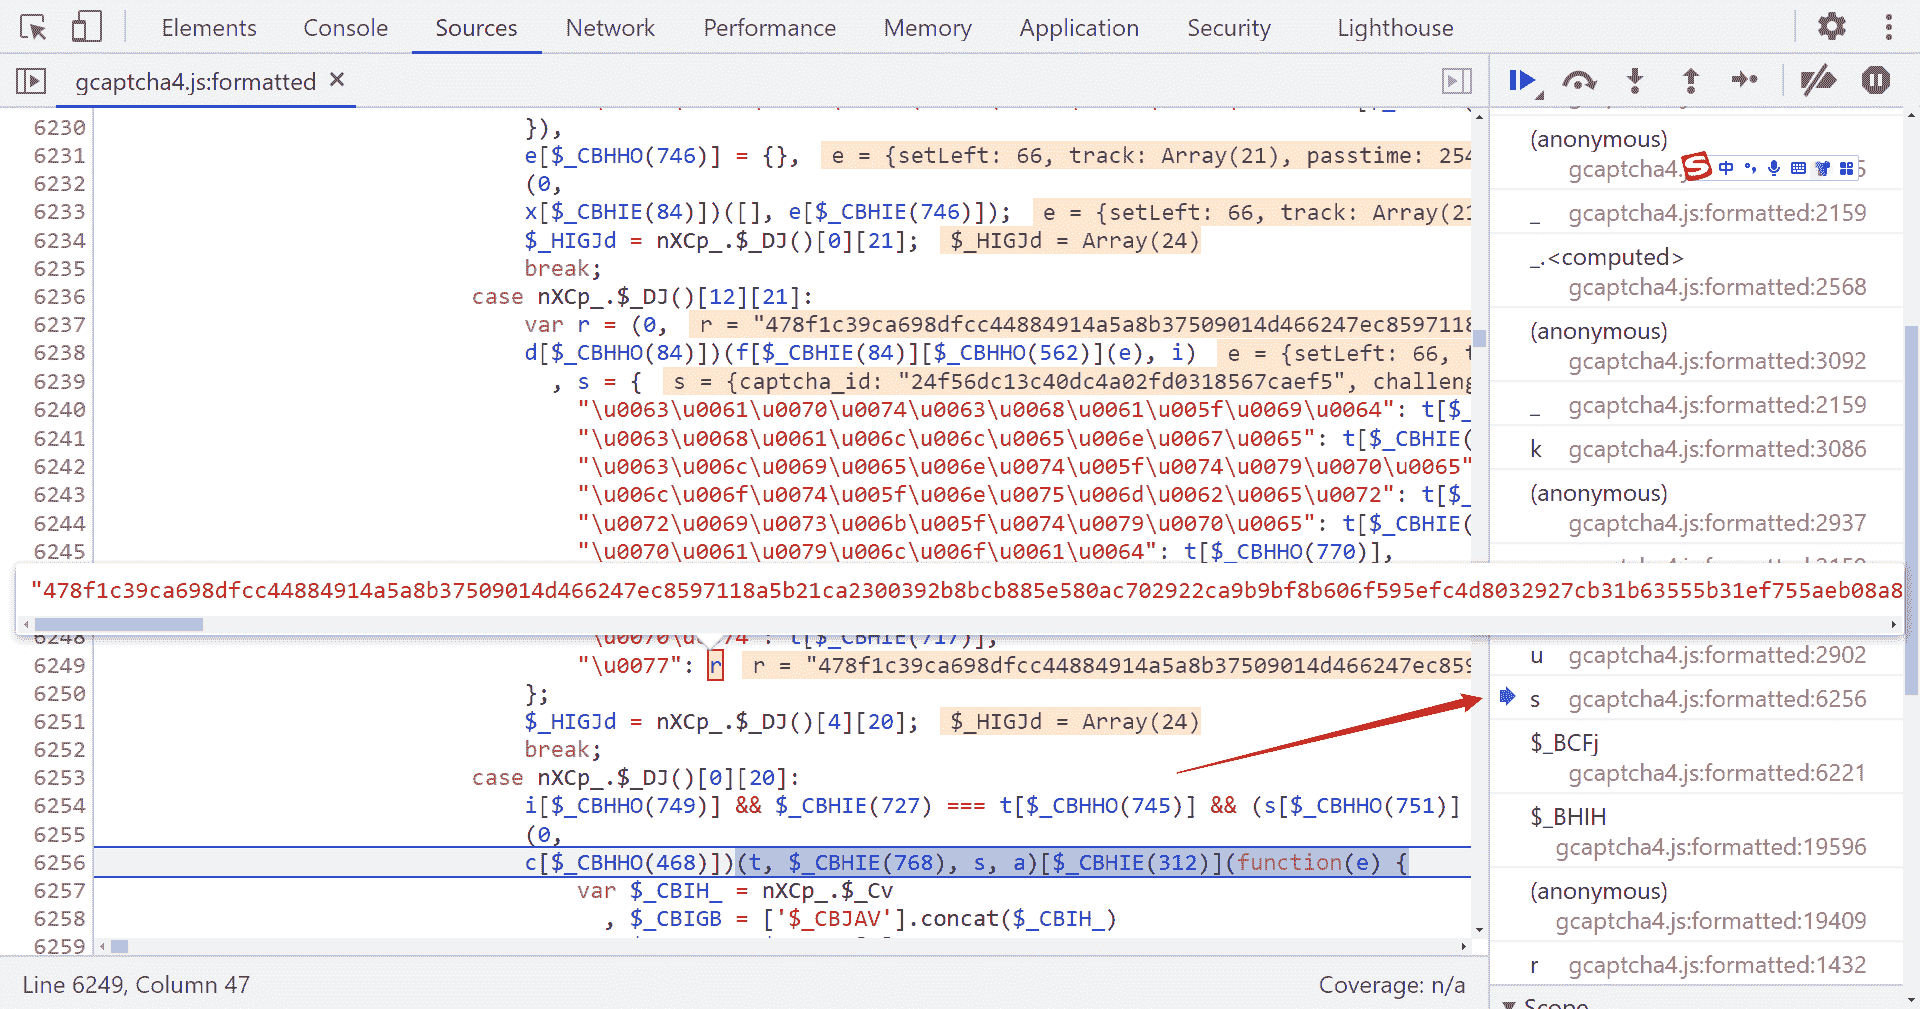 Elements Console Sources Network Performance Memory Application Security Lighthouse
gcaptcha4.js:formatted ×
6230 }),
6231 e[$_CBHHO(746)] = {}, e = {setLeft: 66, track: Array(21), passtime: 254
6232 (0,
6233 x[$_CBHIE(84)])([], e[$_CBHIE(746)]); e = {setLeft: 66, track: Array(21
6234 $_HIGJd = nXCp_.$_DJ()[0][21]; $_HIGJd = Array(24)
6235 break;
6236 case nXCp_.$_DJ()[12][21]:
6237 var r = (0, r = "478f1c39ca698dfcc44884914a5a8b37509014d466247ec8597118
6238 d[$_CBHHO(84)])(f[$_CBHIE(84)][$_CBHHO(562)](e), i) e = {setLeft: 66, t
6239 , s = { s = {captcha_id: "24f56dc13c40dc4a02fd0318567caef5", challeng
6240 "\u0063\u0061\u0070\u0074\u0063\u0068\u0061\u005f\u0069\u0064": t[$_
6241 "\u0063\u0068\u0061\u006c\u006c\u0065\u006e\u0067\u0065": t[$_CBHIE(
6242 "\u0063\u006c\u0069\u0065\u006e\u0074\u005f\u0074\u0079\u0070\u0065"
6243 "\u006c\u006f\u0074\u005f\u006e\u0075\u006d\u0062\u0065\u0072": t[$_
6244 "\u0072\u0069\u0073\u006b\u005f\u0074\u0079\u0070\u0065": t[$_CBHIE(
6245 "\u0070\u0061\u0079\u006c\u006f\u0061\u0064": t[$_CBHHO(770)],
"478f1c39ca698dfcc44884914a5a8b37509014d466247ec8597118a5b21ca2300392b8bcb885e580ac702922ca9b9bf8b606f595efc4d8032927cb31b63555b31ef755aeb08a8
6248 t[$_CBHIE(717)],
6249 "\u0077": r r = "478f1c39ca698dfcc44884914a5a8b37509014d466247ec859
6250 };
6251 $_HIGJd = nXCp_.$_DJ()[4][20]; $_HIGJd = Array(24)
6252 break;
6253 case nXCp_.$_DJ()[0][20]:
6254 i[$_CBHHO(749)] && $_CBHIE(727) === t[$_CBHHO(745)] && (s[$_CBHHO(751)]
6255 (0,
6256 c[$_CBHHO(468)])(t, $_CBHIE(768), s, a)[$_CBHIE(312)](function(e) {
6257 var $_CBIH_ = nXCp_.$_Cv
6258 , $_CBIGB = ['$_CBJAV'].concat($_CBIH_)
6259
Line 6249, Column 47
Coverage: n/a
(anonymous)
gcaptcha4.
S 中
_ gcaptcha4.js:formatted:2159
_.<computed>
gcaptcha4.js:formatted:2568
(anonymous)
gcaptcha4.js:formatted:3092
_ gcaptcha4.js:formatted:2159
k gcaptcha4.js:formatted:3086
(anonymous)
gcaptcha4.js:formatted:2937
u gcaptcha4.js:formatted:2902
s gcaptcha4.js:formatted:6256
$_BCFj
gcaptcha4.js:formatted:6221
$_BHIH
gcaptcha4.js:formatted:19596
(anonymous)
gcaptcha4.js:formatted:19409
r gcaptcha4.js:formatted:1432
Scope